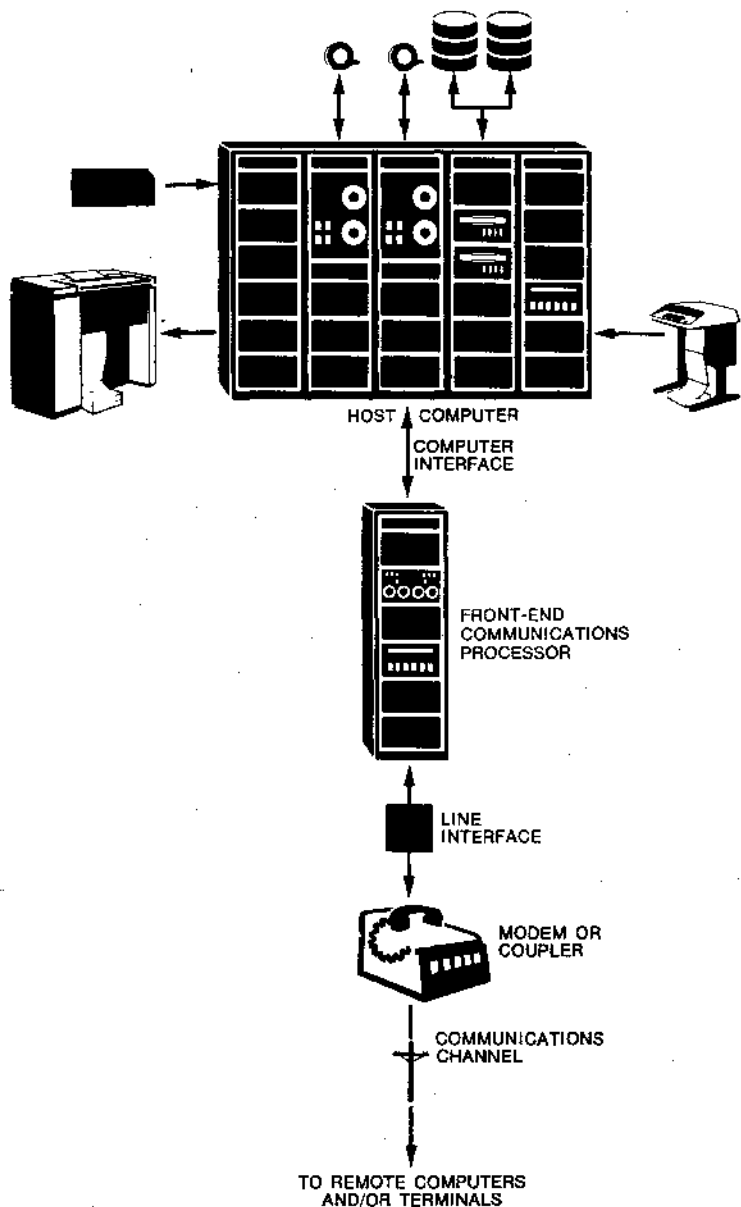 HOST COMPUTER
COMPUTER
INTERFACE
FRONT-END
COMMUNICATIONS
PROCESSOR
LINE
INTERFACE
MODEM OR
COUPLER
COMMUNICATIONS
CHANNEL
TO REMOTE COMPUTERS
AND/OR TERMINALS